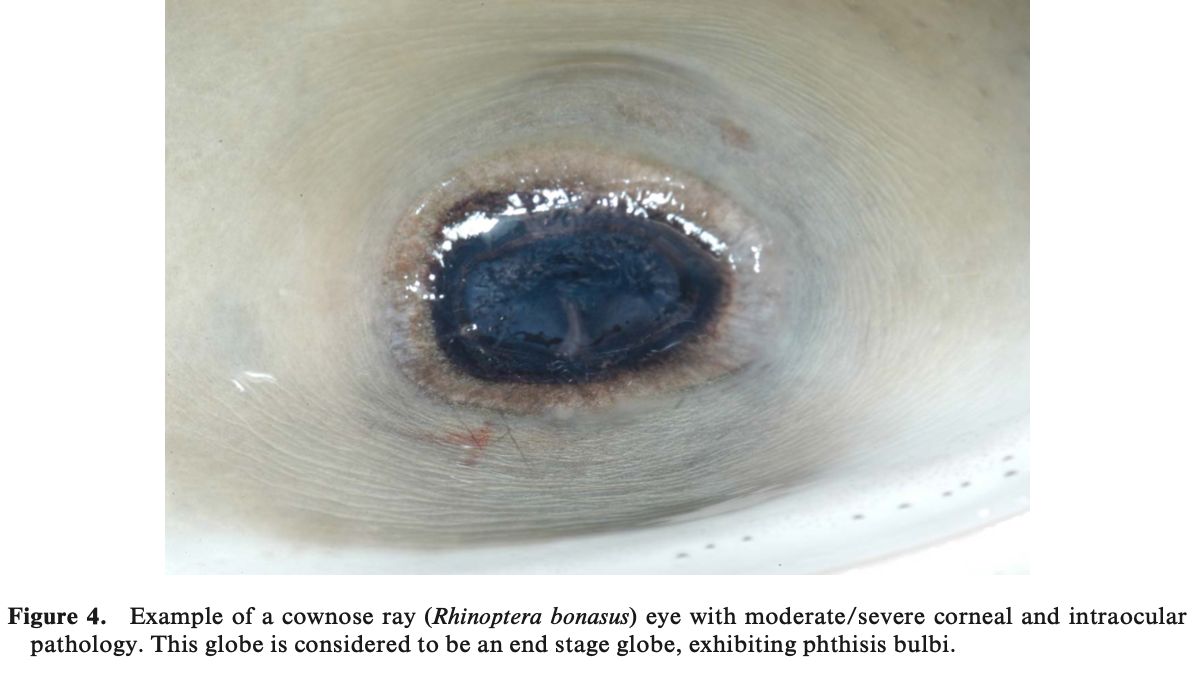 Figure 4. Example of a cownose ray (Rhinoptera bonasus) eye with moderate/severe corneal and intraocular
pathology. This globe is considered to be an end stage globe, exhibiting phthisis bulbi.